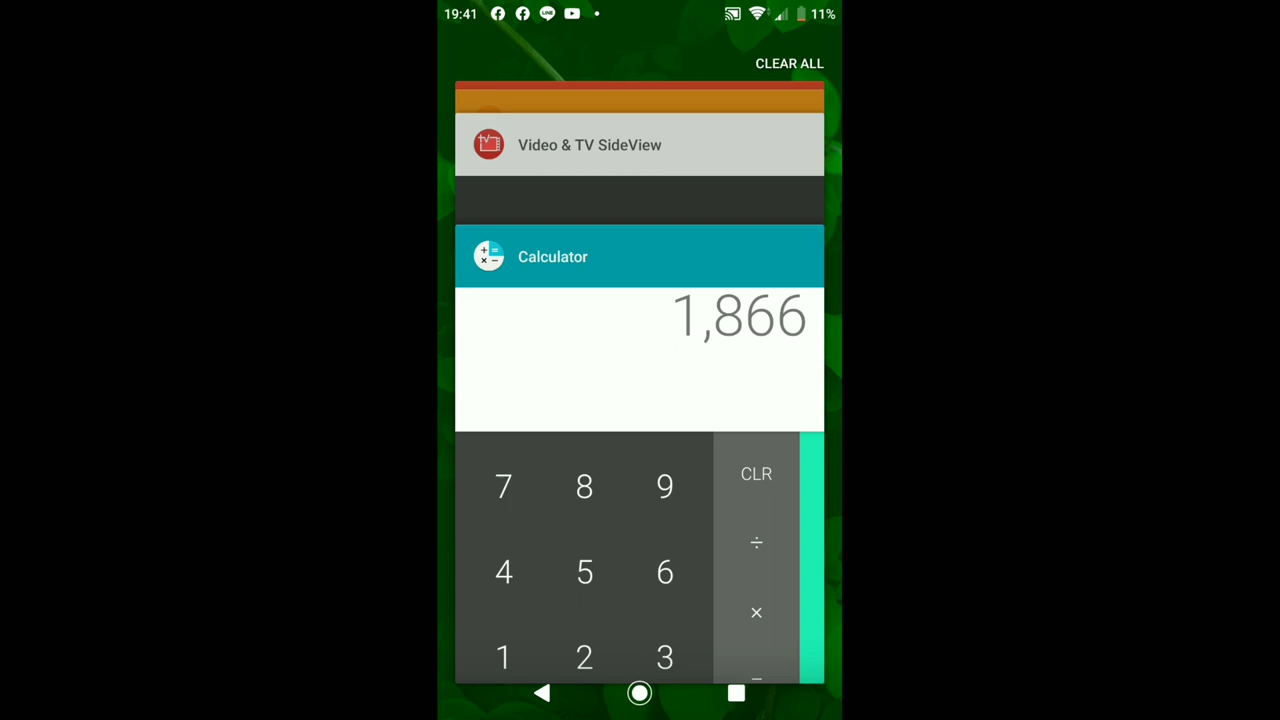 19:41 LINE 11%
CLEAR ALL
Video & TV SideView
Calculator
1,866
7 8 9 CLR
÷
4 5 6
×
1 2 3
−